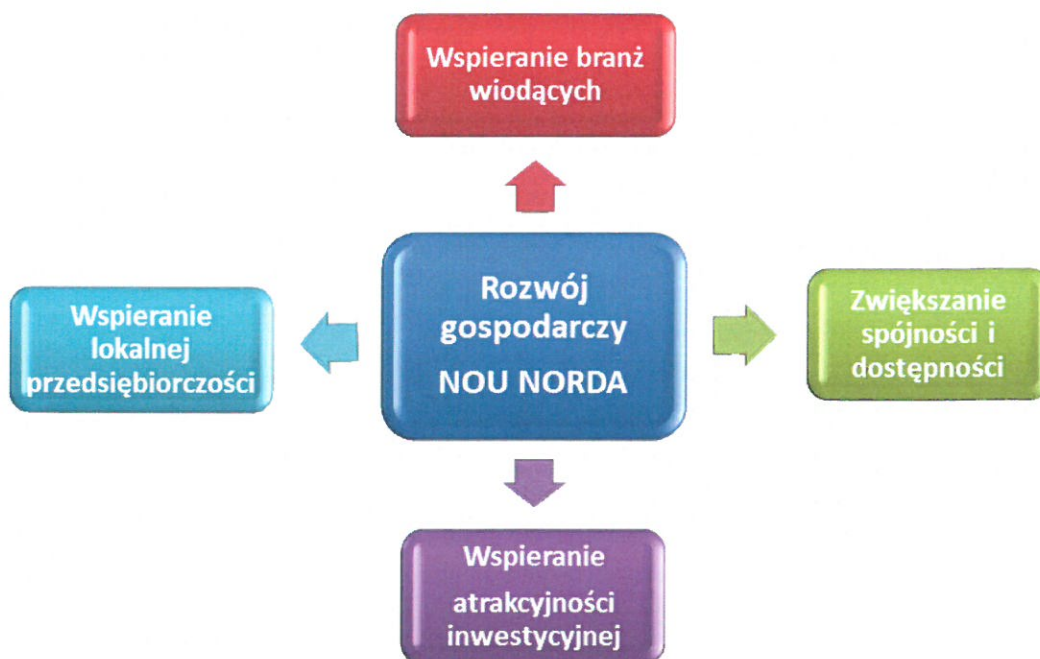 Wspieranie branż
wiodących
Rozwój
gospodarczy
NOU NORDA
Wspieranie
lokalnej
przedsiębiorczości
Zwiększanie
spójności i
dostępności
Wspieranie
atrakcyjności
inwestycyjnej